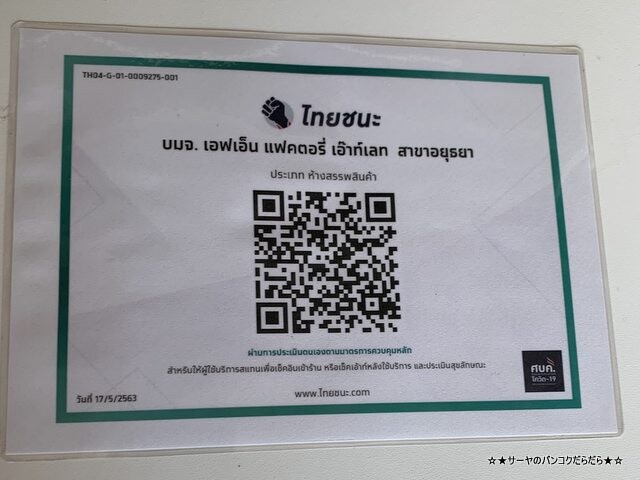 TH04-G-01-0009275-001
ไทยชนะ
บมจ. เอฟเอ็น แฟคตอรี่ เอ๊าท์เลท สาขาอยุธยา
ประเภท ห้างสรรพสินค้า
ผ่านการประเมินตนเองตามมาตรการควบคุมหลัก
สำหรับให้ผู้ใช้บริการสแกนเพื่อเช็คอินเข้าร้าน หรือเช็คเอ้าท์หลังใช้บริการ และประเมินสุขลักษณะ
วันที่ 17/5/2563
www.ไทยชนะ.com
ศบค.
โควิด-19
☆★サーヤのバンコクだらだら★☆